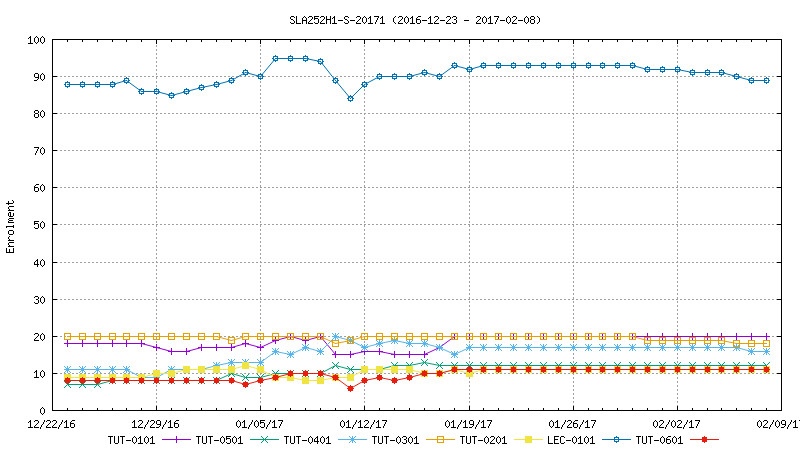 SLA252H1-S-20171 (2016-12-23 - 2017-02-08)
100
90
80
70
60
50
40
30
20
10
0
Enrolment
12/22/16 12/29/16 01/05/17 01/12/17 01/19/17 01/26/17 02/02/17 02/09/17
TUT-0101 TUT-0501 TUT-0401 TUT-0301 TUT-0201 LEC-0101 TUT-0601